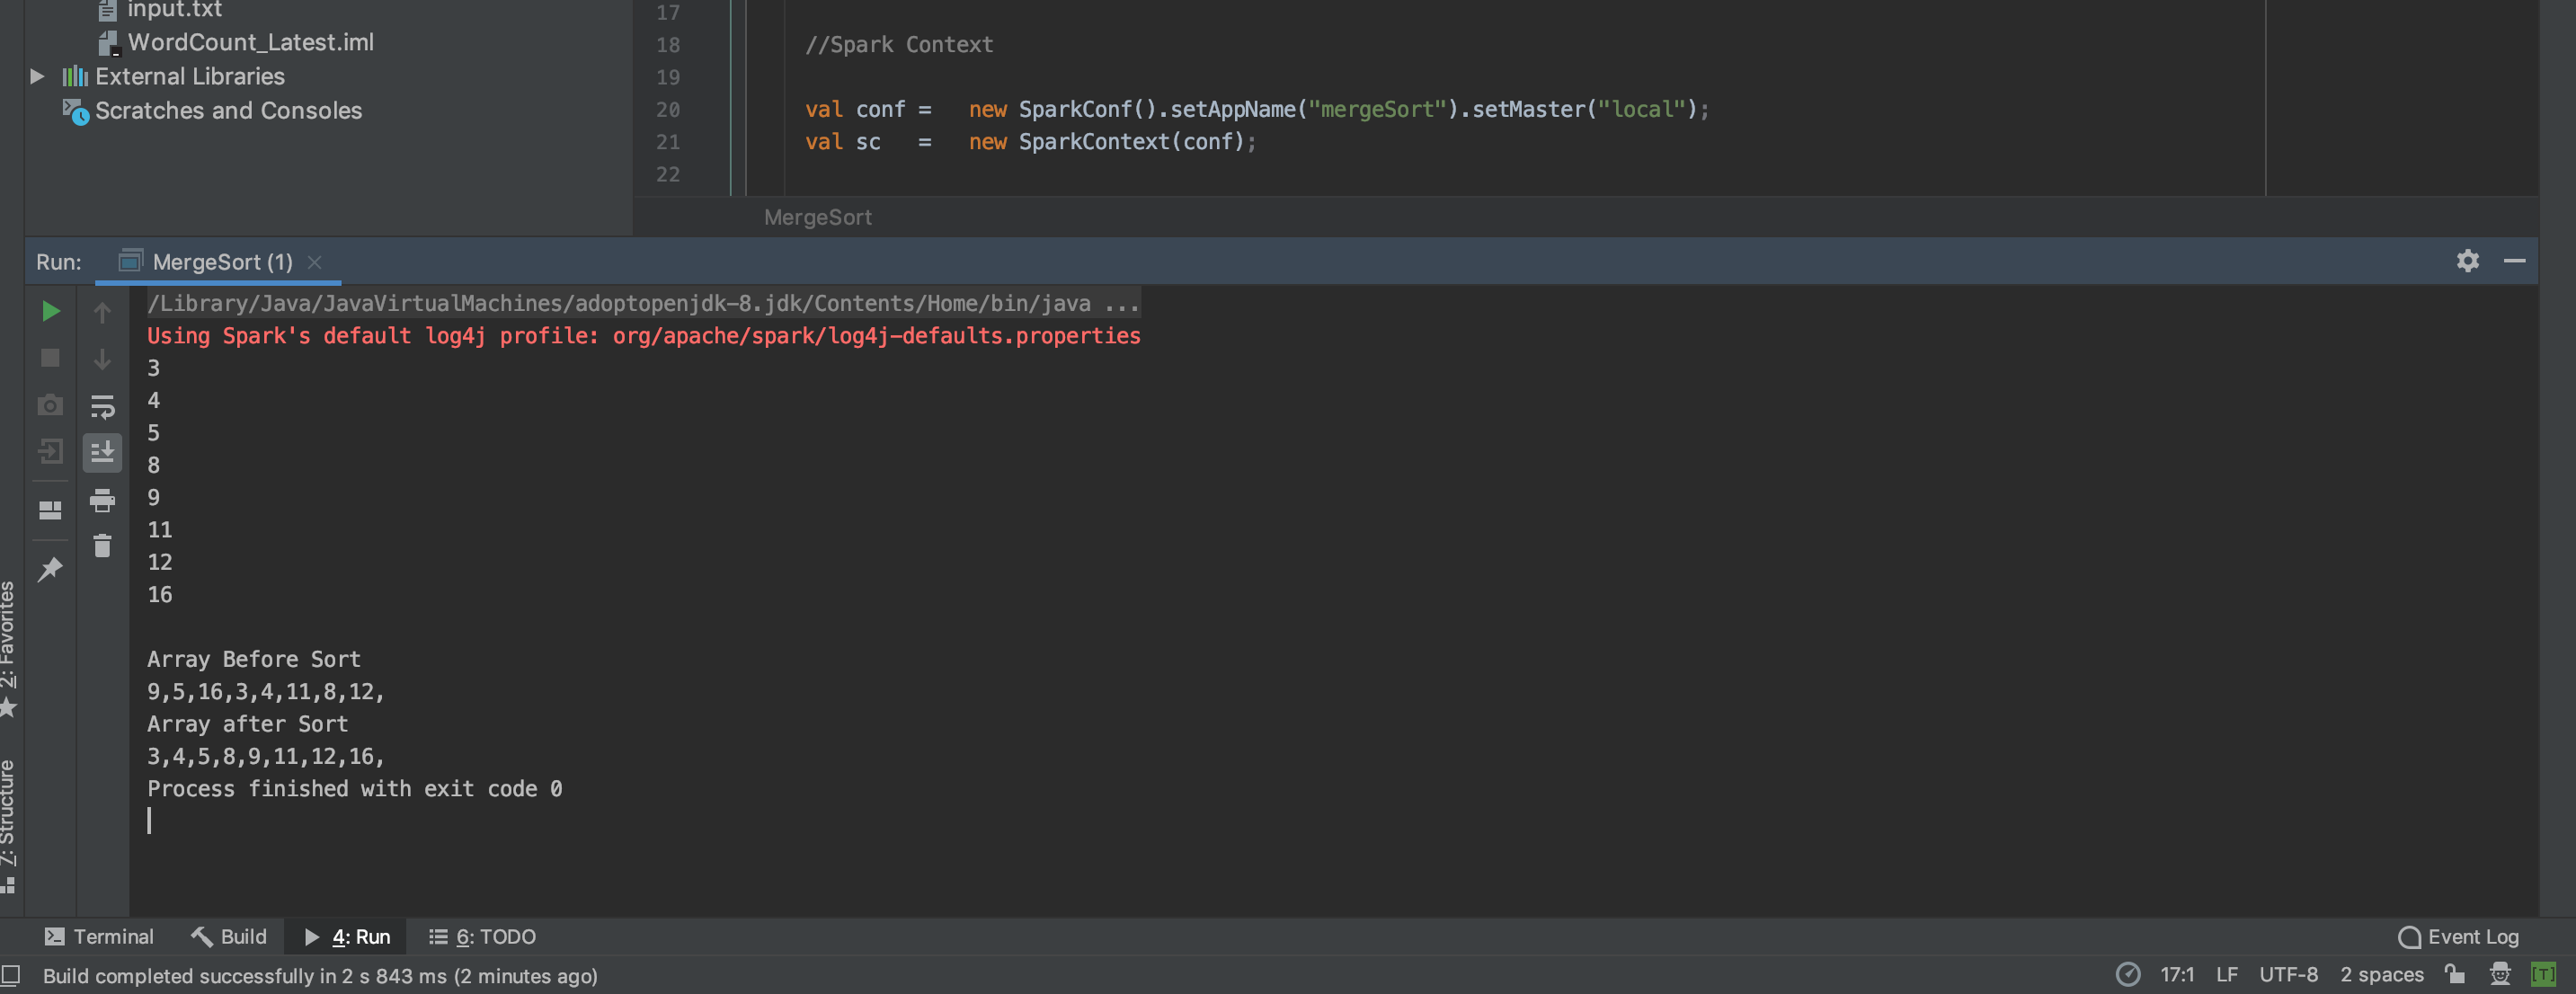 input.txt
WordCount_Latest.iml
External Libraries
Scratches and Consoles
17
18 //Spark Context
19
20 val conf =   new SparkConf().setAppName("mergeSort").setMaster("local");
21 val sc   =   new SparkContext(conf);
22
MergeSort
Run: MergeSort (1)
/Library/Java/JavaVirtualMachines/adoptopenjdk-8.jdk/Contents/Home/bin/java ...
Using Spark's default log4j profile: org/apache/spark/log4j-defaults.properties
3
4
5
8
9
11
12
16
Array Before Sort
9,5,16,3,4,11,8,12,
Array after Sort
3,4,5,8,9,11,12,16,
Process finished with exit code 0
2: Favorites
7: Structure
Terminal Build 4: Run 6: TODO Event Log
Build completed successfully in 2 s 843 ms (2 minutes ago) 17:1 LF UTF-8 2 spaces [T]